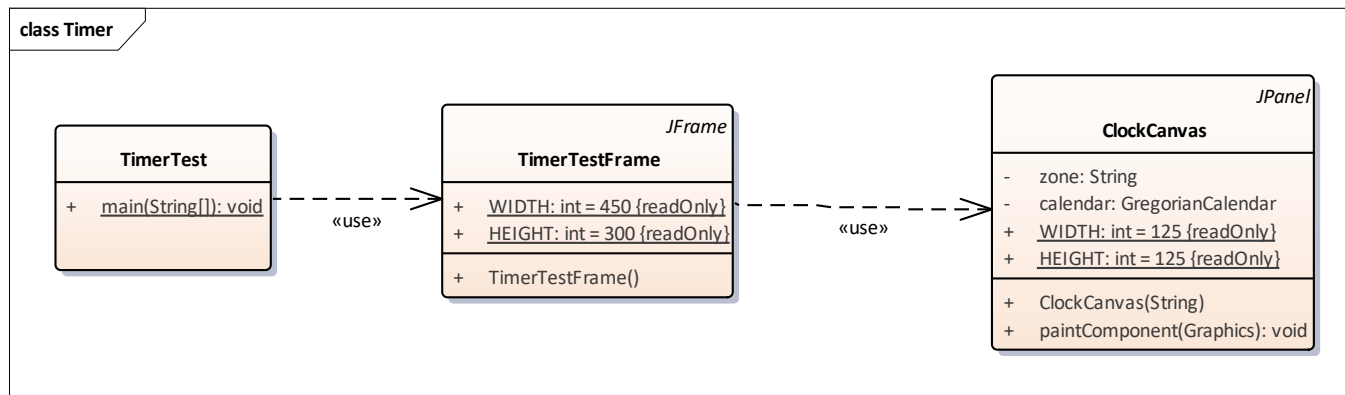 class Timer
TimerTest
+ main(String[]): void
«use»
JFrame
TimerTestFrame
+ WIDTH: int = 450 {readOnly}
+ HEIGHT: int = 300 {readOnly}
+ TimerTestFrame()
«use»
JPanel
ClockCanvas
- zone: String
- calendar: GregorianCalendar
+ WIDTH: int = 125 {readOnly}
+ HEIGHT: int = 125 {readOnly}
+ ClockCanvas(String)
+ paintComponent(Graphics): void